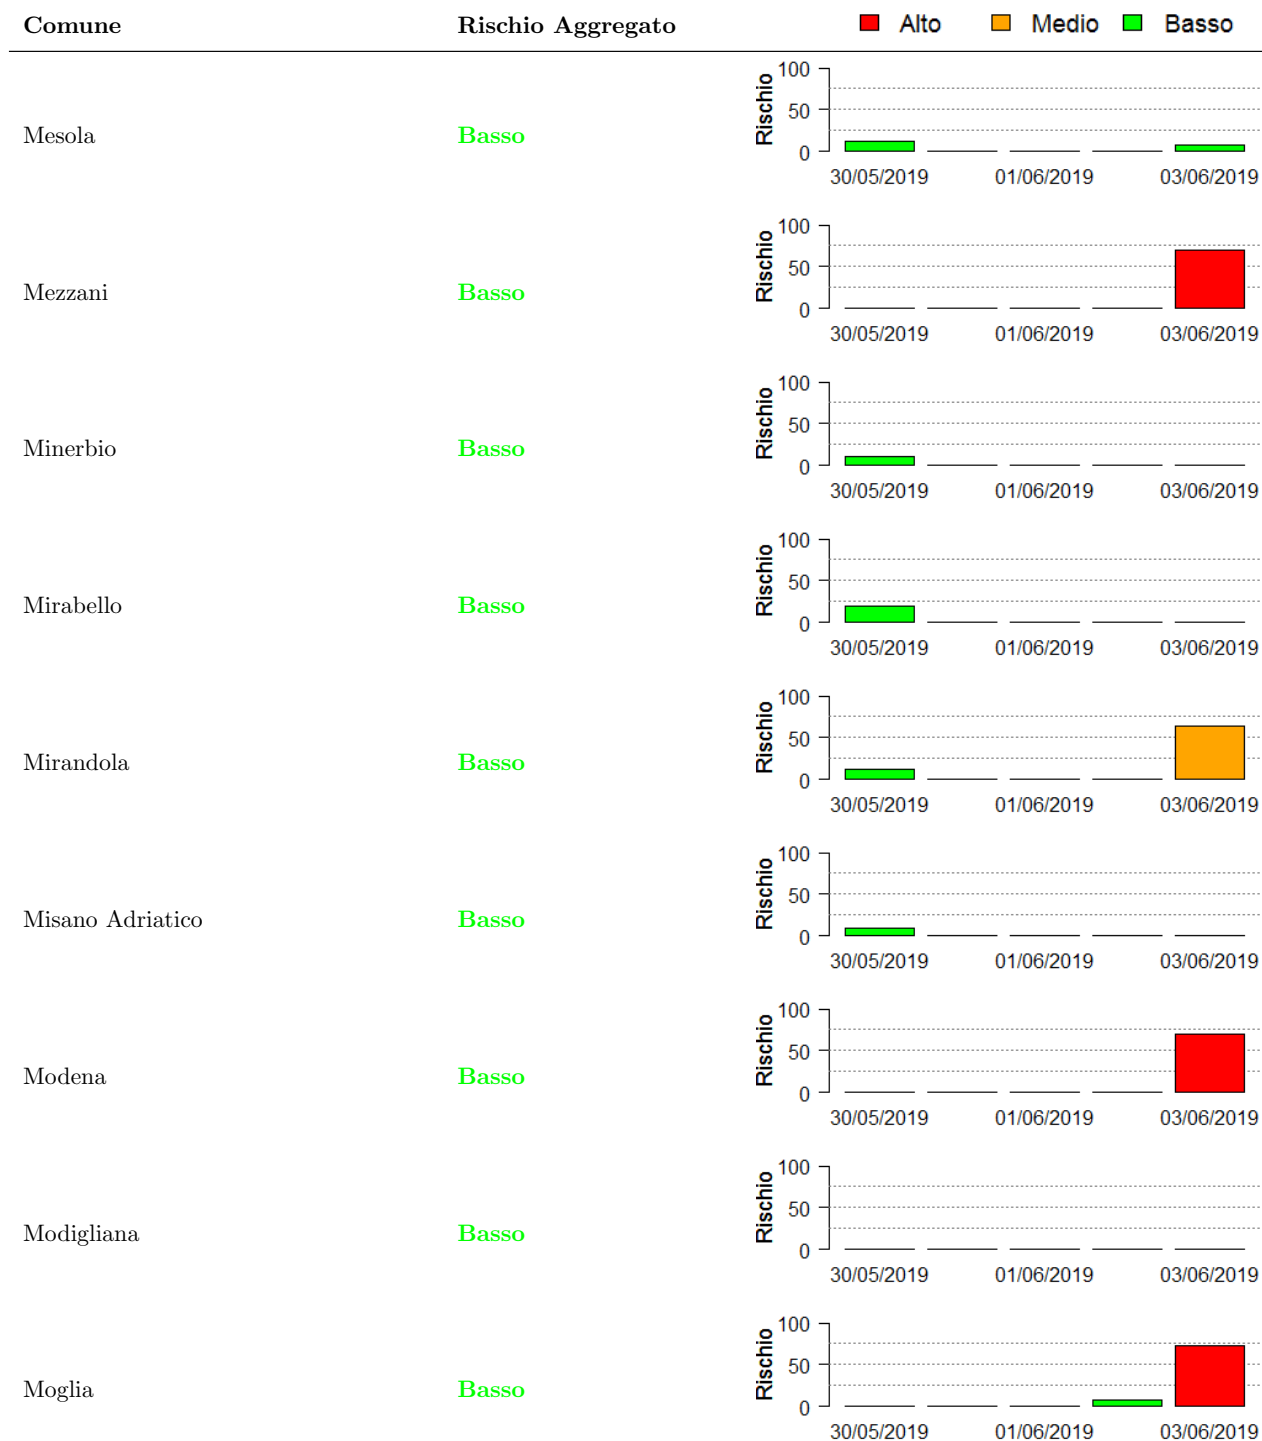 Comune Rischio Aggregato Alto Medio Basso
100
50
0
Rischio
Mesola Basso
30/05/2019 01/06/2019 03/06/2019
100
50
0
Rischio
Mezzani Basso
30/05/2019 01/06/2019 03/06/2019
100
50
0
Rischio
Minerbio Basso
30/05/2019 01/06/2019 03/06/2019
100
50
0
Rischio
Mirabello Basso
30/05/2019 01/06/2019 03/06/2019
100
50
0
Rischio
Mirandola Basso
30/05/2019 01/06/2019 03/06/2019
100
50
0
Rischio
Misano Adriatico Basso
30/05/2019 01/06/2019 03/06/2019
100
50
0
Rischio
Modena Basso
30/05/2019 01/06/2019 03/06/2019
100
50
0
Rischio
Modigliana Basso
30/05/2019 01/06/2019 03/06/2019
100
50
0
Rischio
Moglia Basso
30/05/2019 01/06/2019 03/06/2019